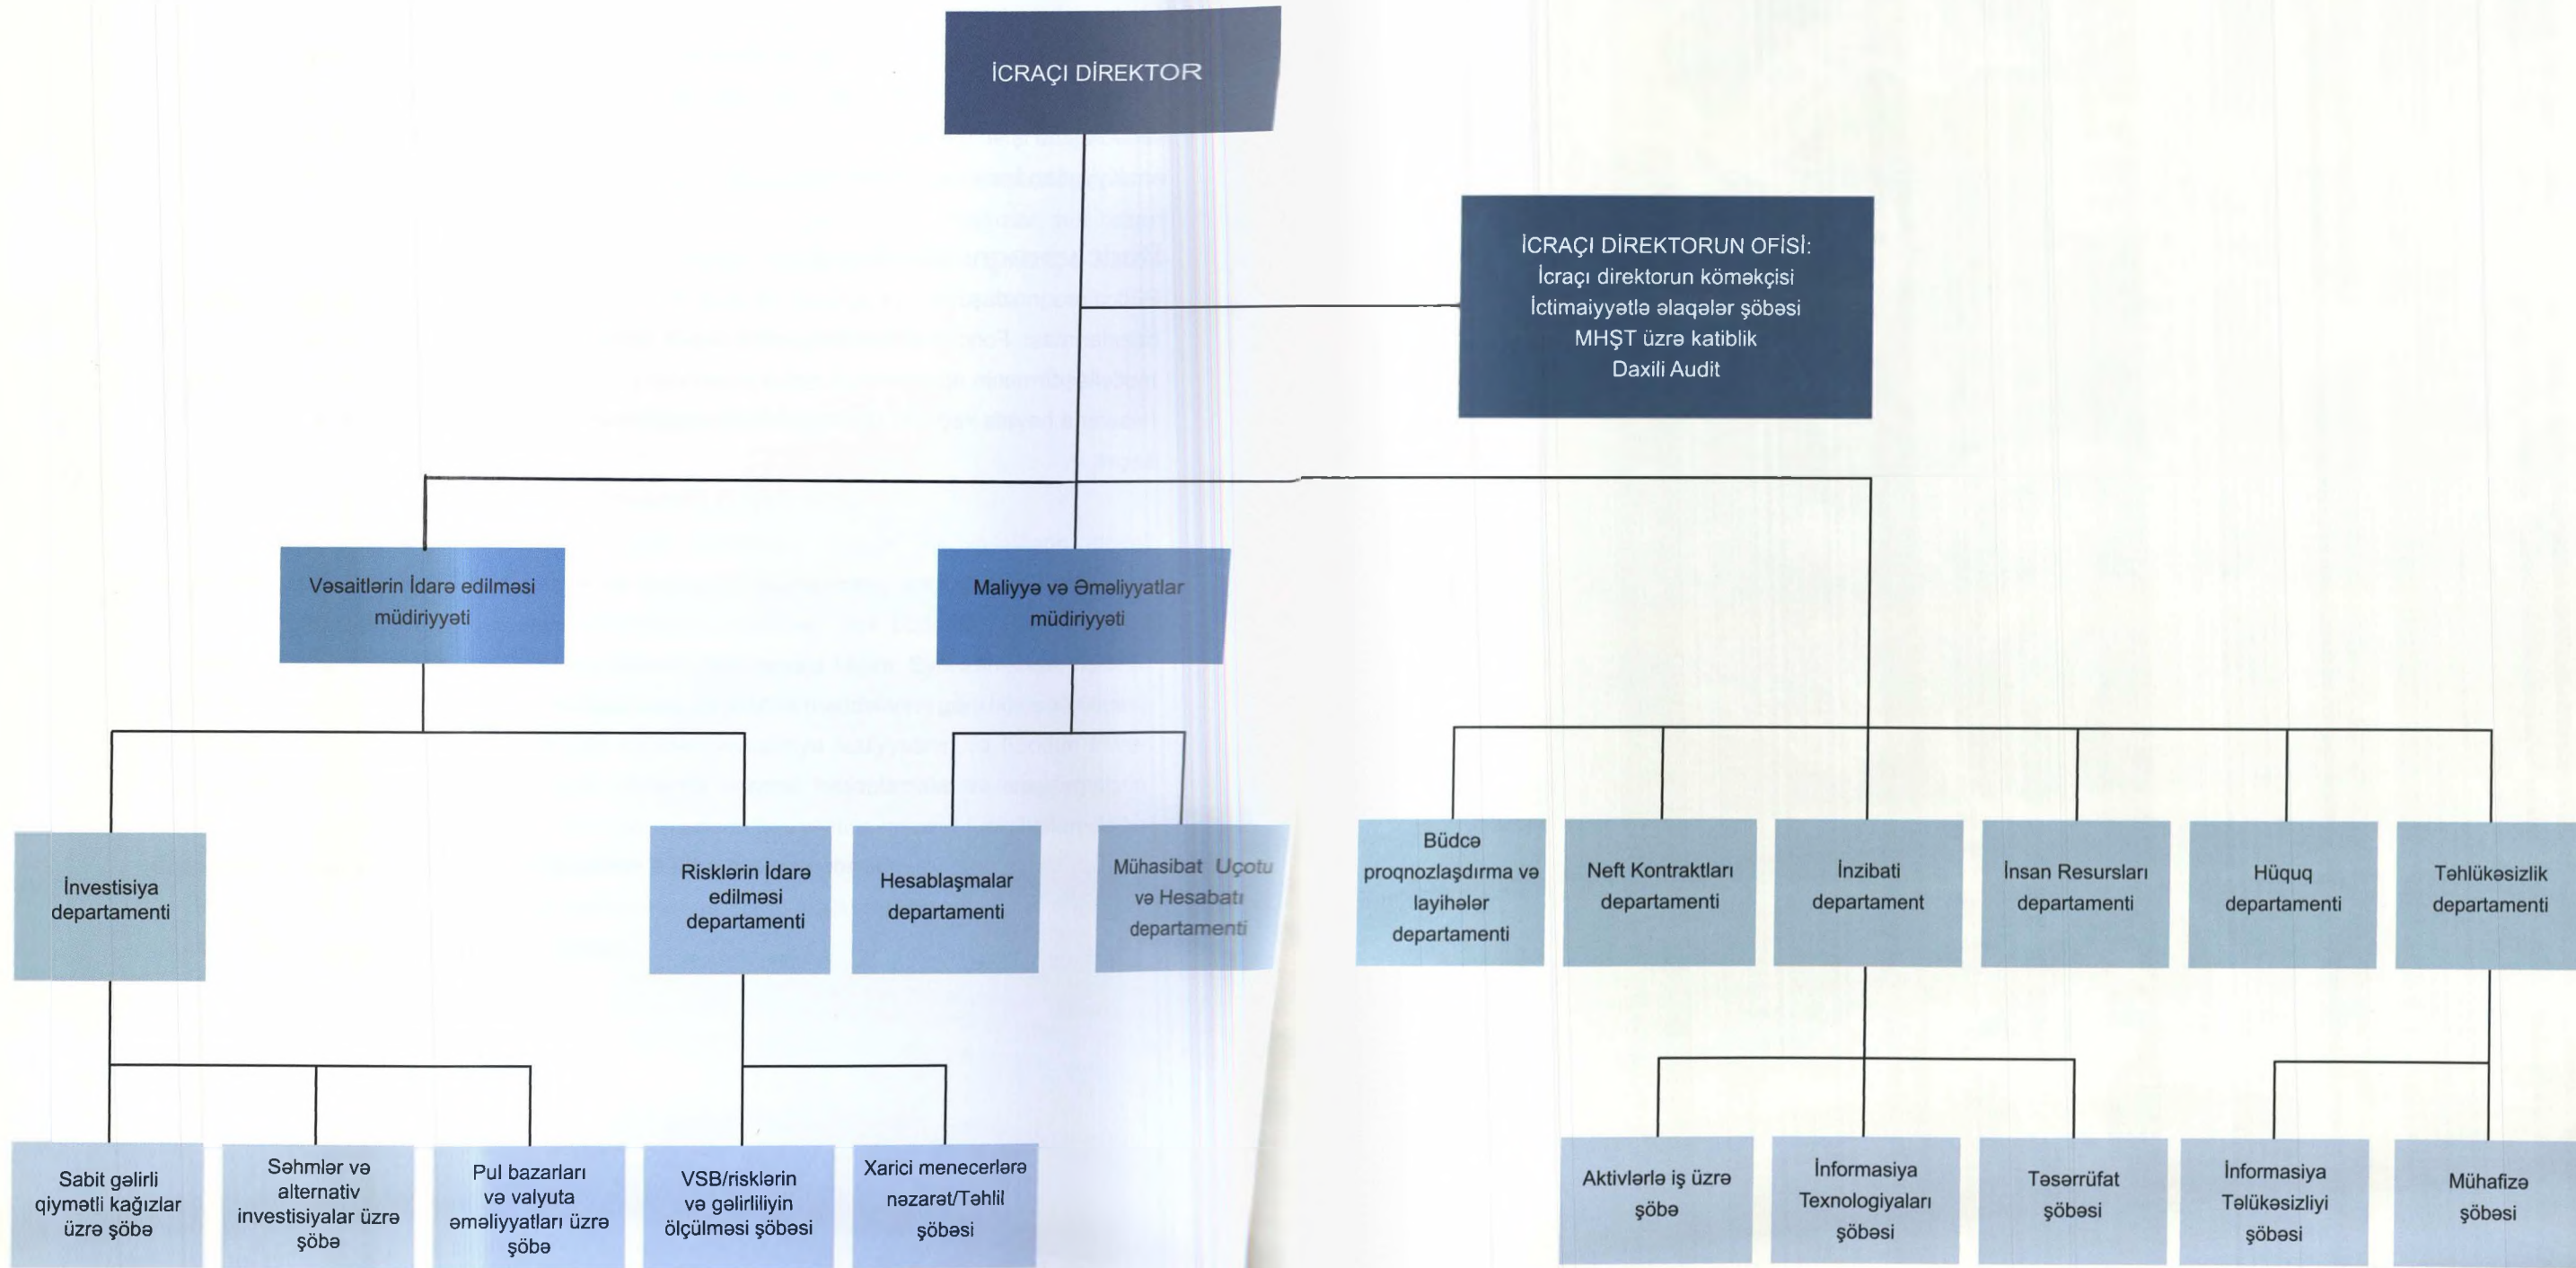 İCRAÇI DİREKTOR
İCRAÇI DİREKTORUN OFİSİ:
İcraçı direktorun köməkçisi
İctimaiyyətlə əlaqələr şöbəsi
MHŞT üzrə katiblik
Daxili Audit
Vəsaitlərin İdarə edilməsi
müdiriyyəti
Maliyyə və Əməliyyatlar
müdiriyyəti
İnvestisiya
departamenti
Risklərin İdarə
edilməsi
departamenti
Hesablaşmalar
departamenti
Mühasibat Uçotu
və Hesabatı
departamenti
Büdcə
proqnozlaşdırma və
layihələr
departamenti
Neft Kontraktları
departamenti
İnzibati
departament
İnsan Resursları
departamenti
Hüquq
departamenti
Təhlükəsizlik
departamenti
Sabit gəlirli
qiymətli kağızlar
üzrə şöbə
Səhmlər və
alternativ
investisiyalar üzrə
şöbə
Pul bazarları
və valyuta
əməliyyatları üzrə
şöbə
VSB/risklərin
və gəlirliliyin
ölçülməsi şöbəsi
Xarici menecerlərə
nəzarət/Təhlil
şöbəsi
Aktivlərlə iş üzrə
şöbə
İnformasiya
Texnologiyaları
şöbəsi
Təsərrüfat
şöbəsi
İnformasiya
Təlükəsizliyi
şöbəsi
Mühafizə
şöbəsi